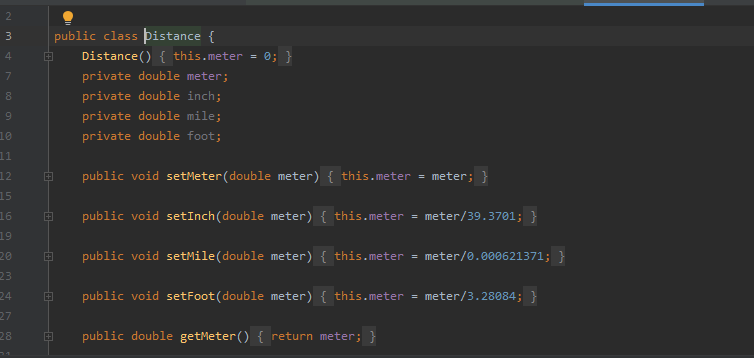 2
3 public class Distance {
4 Distance() { this.meter = 0; }
7 private double meter;
8 private double inch;
9 private double mile;
10 private double foot;
11
12 public void setMeter(double meter) { this.meter = meter; }
15
16 public void setInch(double meter) { this.meter = meter/39.3701; }
19
20 public void setMile(double meter) { this.meter = meter/0.000621371; }
23
24 public void setFoot(double meter) { this.meter = meter/3.28084; }
27
28 public double getMeter() { return meter; }